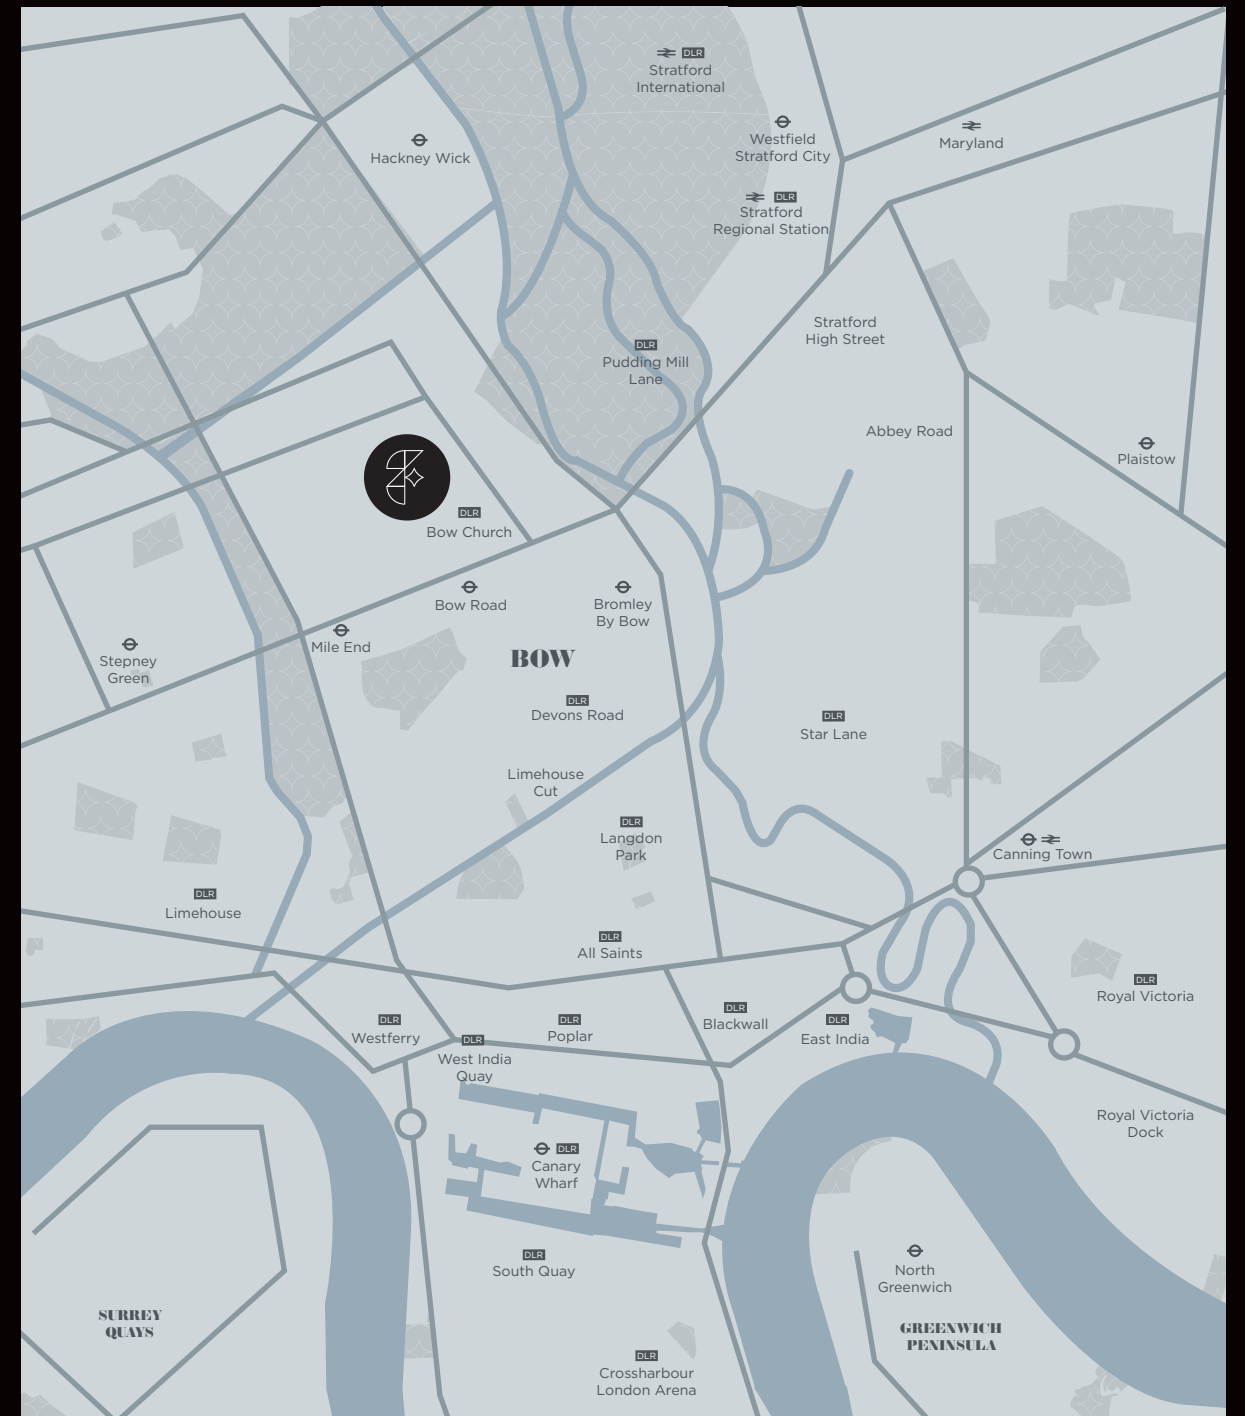 DLR
Stratford
International
Westfield
Stratford City
Maryland
Hackney Wick
DLR
Stratford
Regional Station
Stratford
High Street
DLR
Pudding Mill
Lane
Abbey Road
Plaistow
DLR
Bow Church
Bow Road
Bromley
By Bow
Mile End
Stepney
Green
BOW
DLR
Devons Road
DLR
Star Lane
Limehouse
Cut
DLR
Langdon
Park
Canning Town
DLR
Limehouse
DLR
All Saints
DLR
Royal Victoria
DLR
Westferry
DLR
West India
Quay
DLR
Poplar
DLR
Blackwall
DLR
East India
Royal Victoria
Dock
DLR
Canary
Wharf
DLR
South Quay
North
Greenwich
SURREY
QUAYS
GREENWICH
PENINSULA
DLR
Crossharbour
London Arena